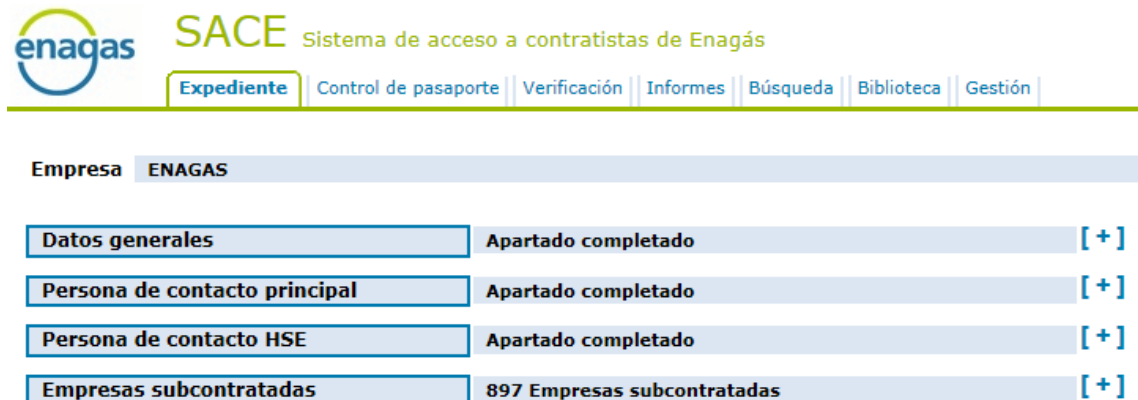 enagas
SACE Sistema de acceso a contratistas de Enagás
Expediente Control de pasaporte Verificación Informes Búsqueda Biblioteca Gestión
Empresa ENAGAS
Datos generales Apartado completado [ + ]
Persona de contacto principal Apartado completado [ + ]
Persona de contacto HSE Apartado completado [ + ]
Empresas subcontratadas 897 Empresas subcontratadas [ + ]